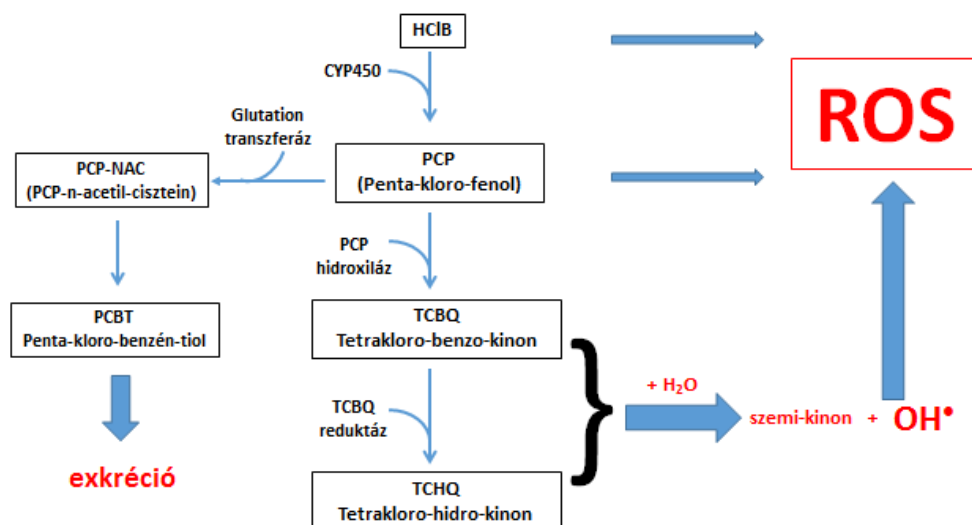 HClB
CYP450
ROS
Glutation
transzferáz
PCP-NAC
(PCP-n-acetil-cisztein)
PCP
(Penta-kloro-fenol)
PCP
hidroxiláz
PCBT
Penta-kloro-benzén-tiol
TCBQ
Tetrakloro-benzo-kinon
+ H₂O
szemi-kinon + OH•
TCBQ
reduktáz
exkréció
TCHQ
Tetrakloro-hidro-kinon